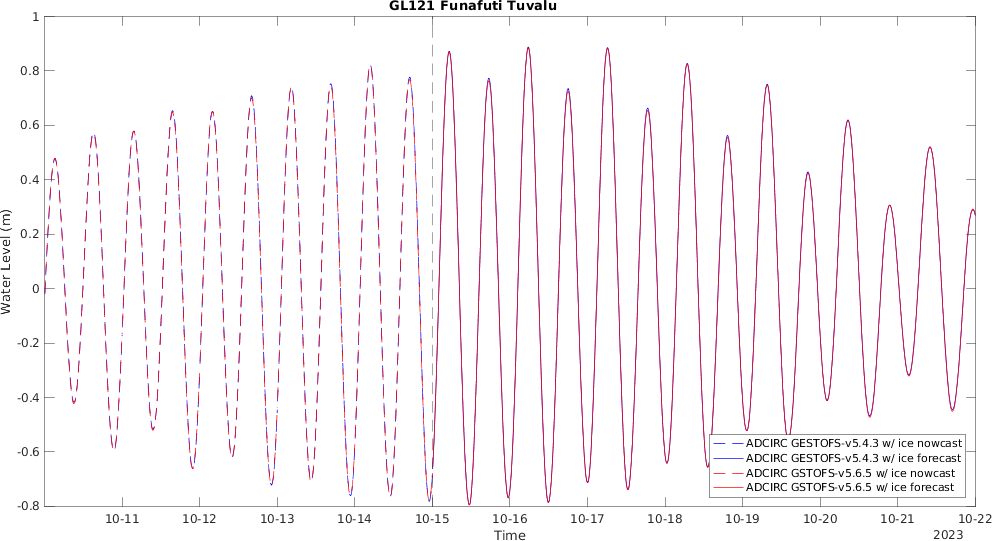 GL121 Funafuti Tuvalu
1
0.8
0.6
0.4
0.2
0
-0.2
-0.4
-0.6
-0.8
Water Level (m)
ADCIRC GESTOFS-v5.4.3 w/ ice nowcast
ADCIRC GESTOFS-v5.4.3 w/ ice forecast
ADCIRC GSTOFS-v5.6.5 w/ ice nowcast
ADCIRC GSTOFS-v5.6.5 w/ ice forecast
10-11 10-12 10-13 10-14 10-15 10-16 10-17 10-18 10-19 10-20 10-21 10-22
Time
2023